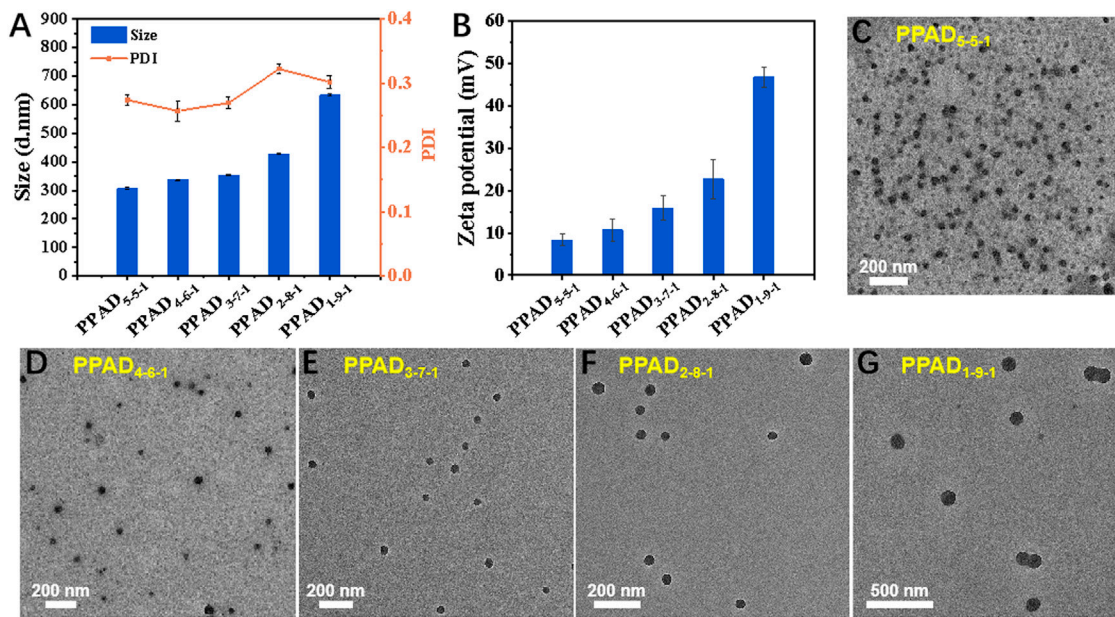 A
Size
PDI
Size (d.nm)
900
800
700
600
500
400
300
200
100
0
PDI
0.4
0.3
0.2
0.1
0.0
PPAD5-5-1
PPAD4-6-1
PPAD3-7-1
PPAD2-8-1
PPAD1-9-1
B
Zeta potential (mV)
60
50
40
30
20
10
0
PPAD5-5-1
PPAD4-6-1
PPAD3-7-1
PPAD2-8-1
PPAD1-9-1
C
PPAD5-5-1
200 nm
D
PPAD4-6-1
200 nm
E
PPAD3-7-1
200 nm
F
PPAD2-8-1
200 nm
G
PPAD1-9-1
500 nm